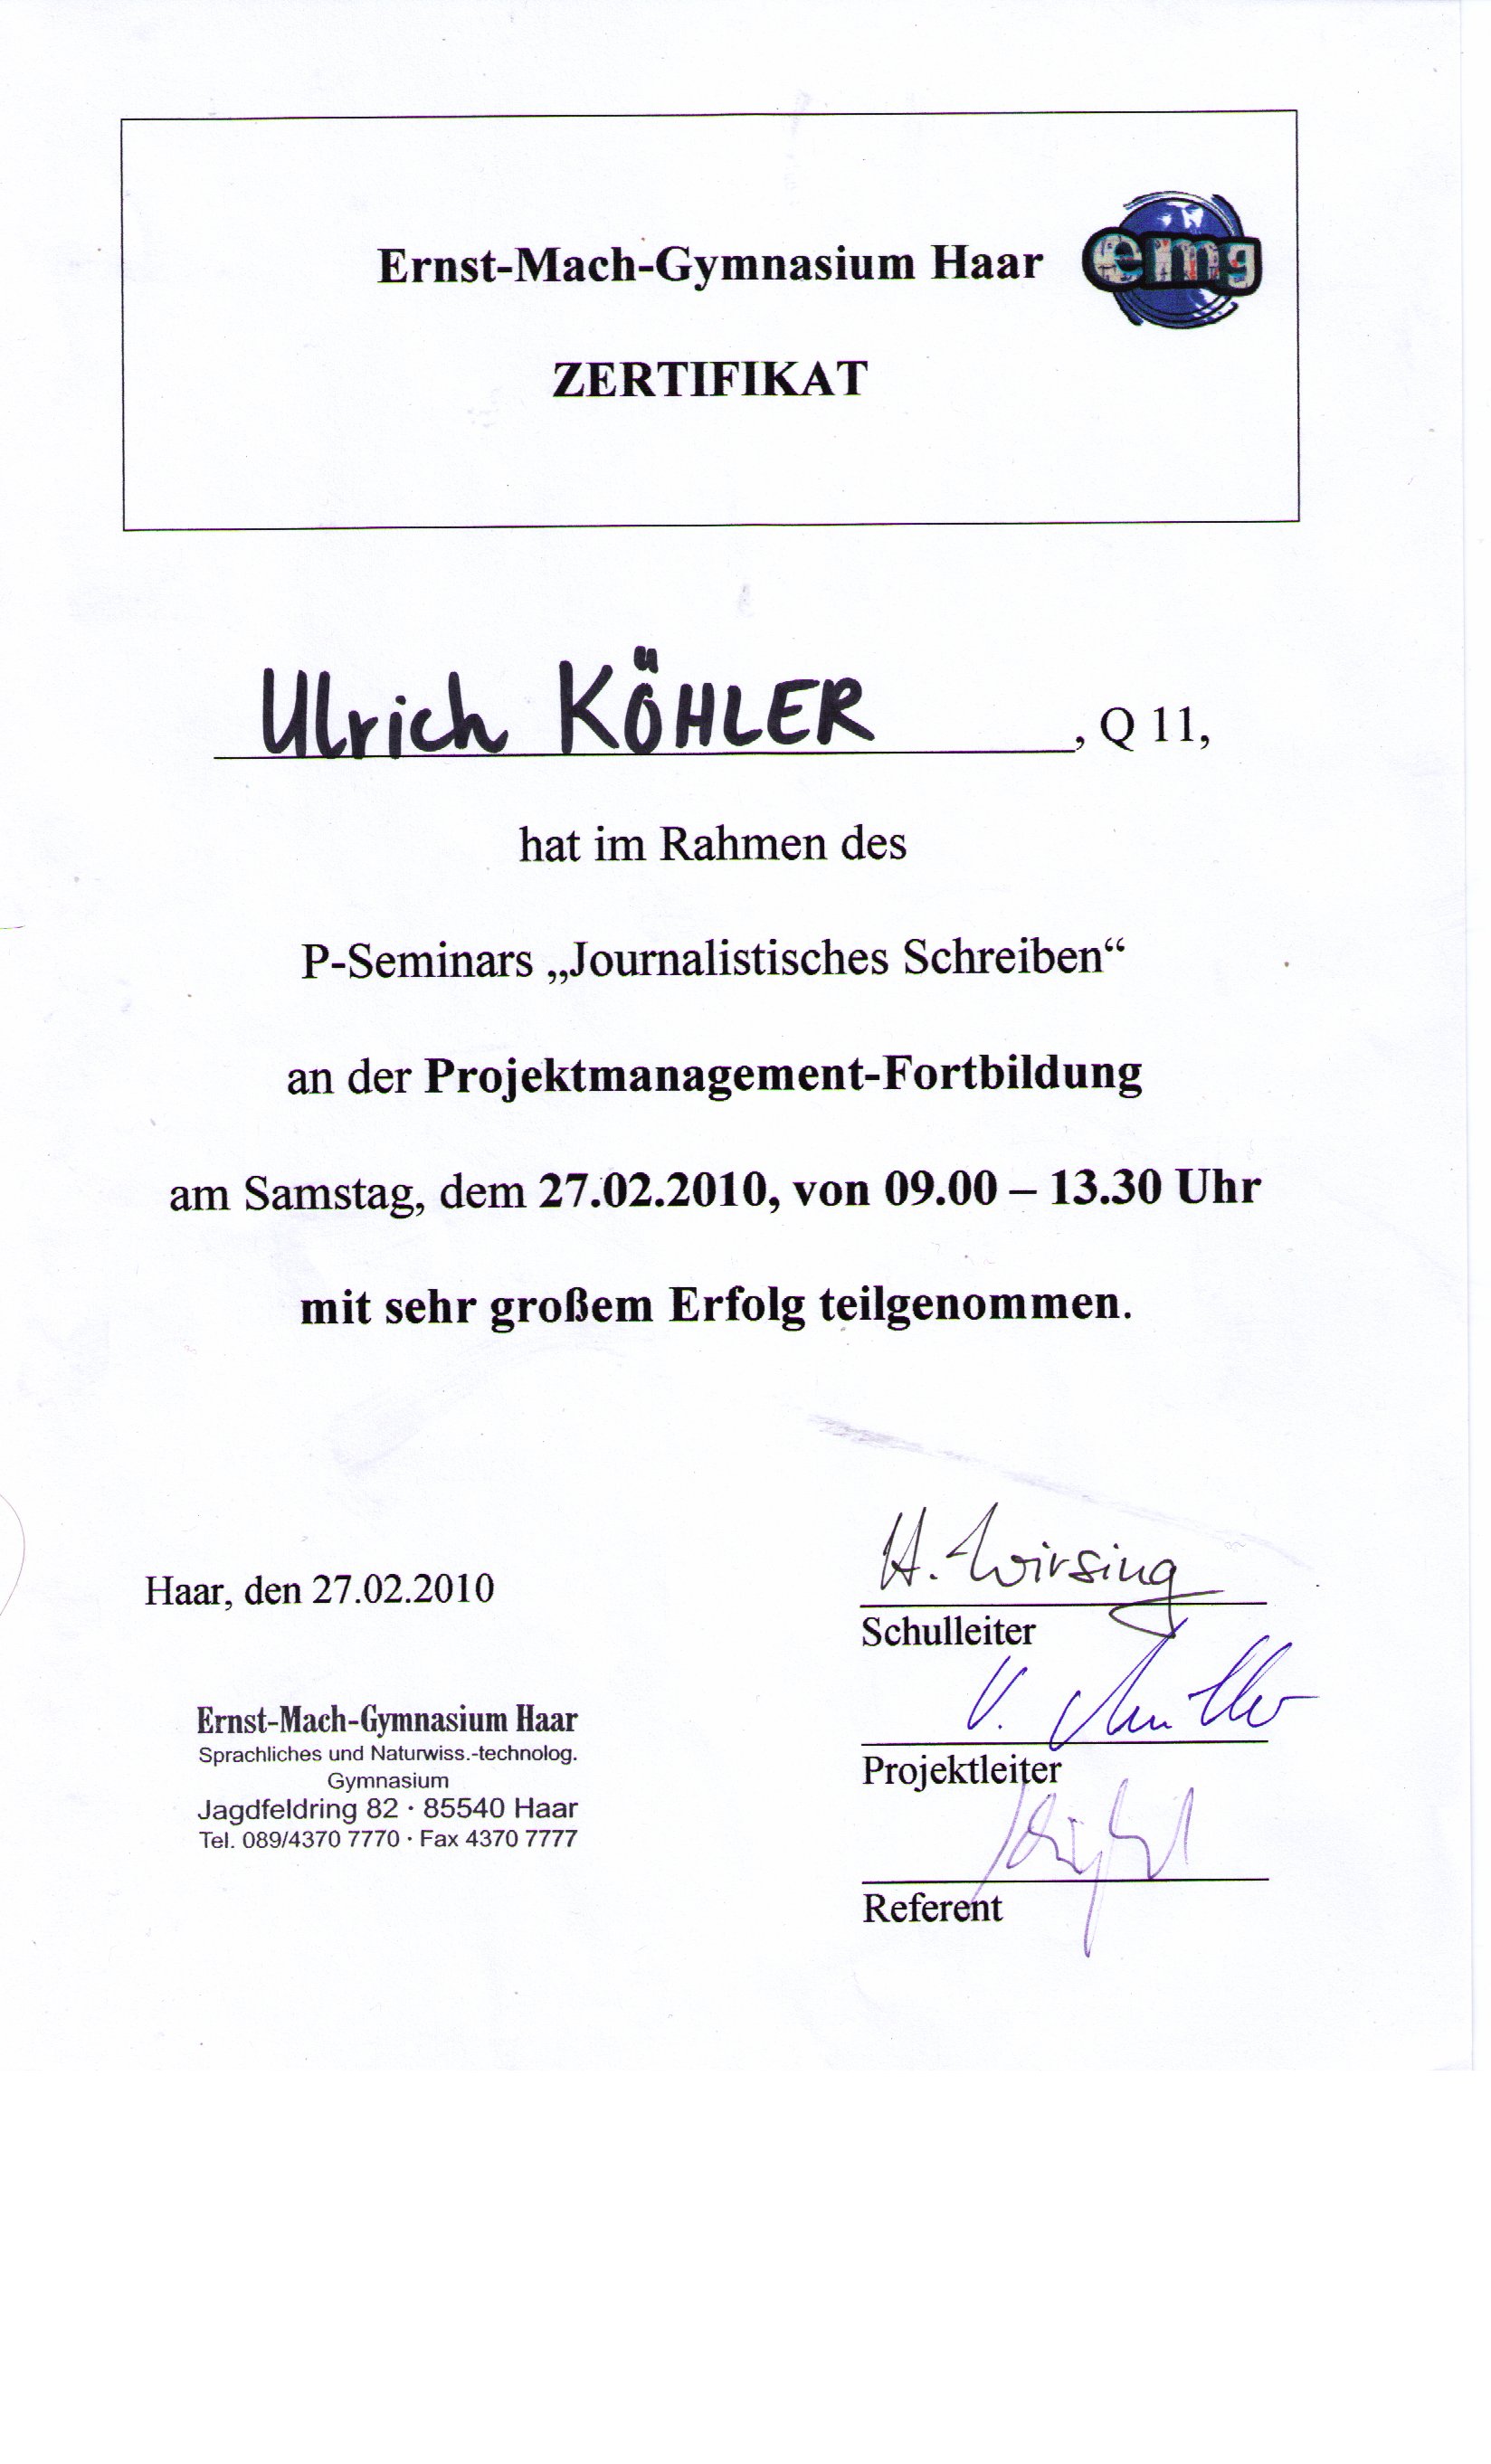 Ernst-Mach-Gymnasium Haar
emg
ZERTIFIKAT
Ulrich KÖHLER, Q 11,
hat im Rahmen des
P-Seminars „Journalistisches Schreiben“
an der Projektmanagement-Fortbildung
am Samstag, dem 27.02.2010, von 09.00 – 13.30 Uhr
mit sehr großem Erfolg teilgenommen.
Haar, den 27.02.2010
H. Wirsing
Schulleiter
V. Müller
Projektleiter
Referent
Ernst-Mach-Gymnasium Haar
Sprachliches und Naturwiss.-technolog.
Gymnasium
Jagdfeldring 82 · 85540 Haar
Tel. 089/4370 7770 · Fax 4370 7777